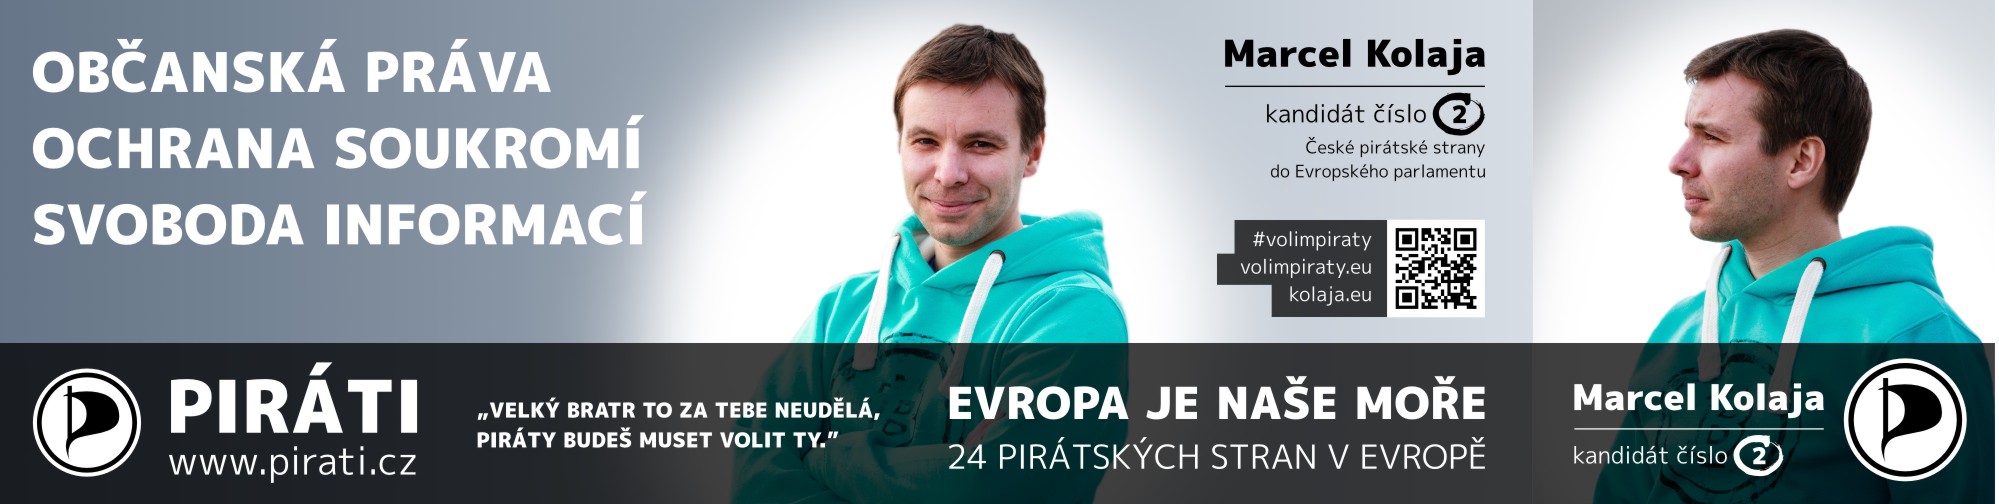 OBČANSKÁ PRÁVA
OCHRANA SOUKROMÍ
SVOBODA INFORMACÍ
Marcel Kolaja
kandidát číslo 2
České pirátské strany
do Evropského parlamentu
#volimpiraty
volimpiraty.eu
kolaja.eu
PIRÁTI
www.pirati.cz
„VELKÝ BRATR TO ZA TEBE NEUDĚLÁ,
PIRÁTY BUDEŠ MUSET VOLIT TY.”
EVROPA JE NAŠE MOŘE
24 PIRÁTSKÝCH STRAN V EVROPĚ
Marcel Kolaja
kandidát číslo 2